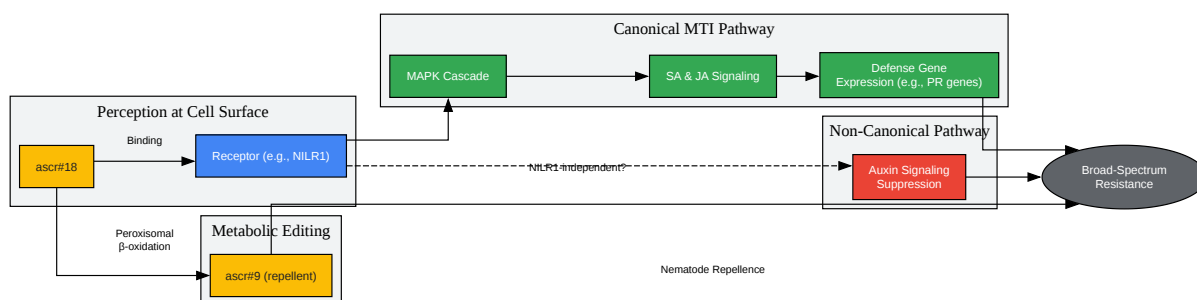 Canonical MTI Pathway
MAPK Cascade
SA & JA Signaling
Defense Gene
Expression (e.g., PR genes)
Perception at Cell Surface
Binding
ascr#18
Receptor (e.g., NILR1)
NILR1-independent?
Non-Canonical Pathway
Auxin Signaling
Suppression
Broad-Spectrum
Resistance
Peroxisomal
β-oxidation
Metabolic Editing
ascr#9 (repellent)
Nematode Repellence